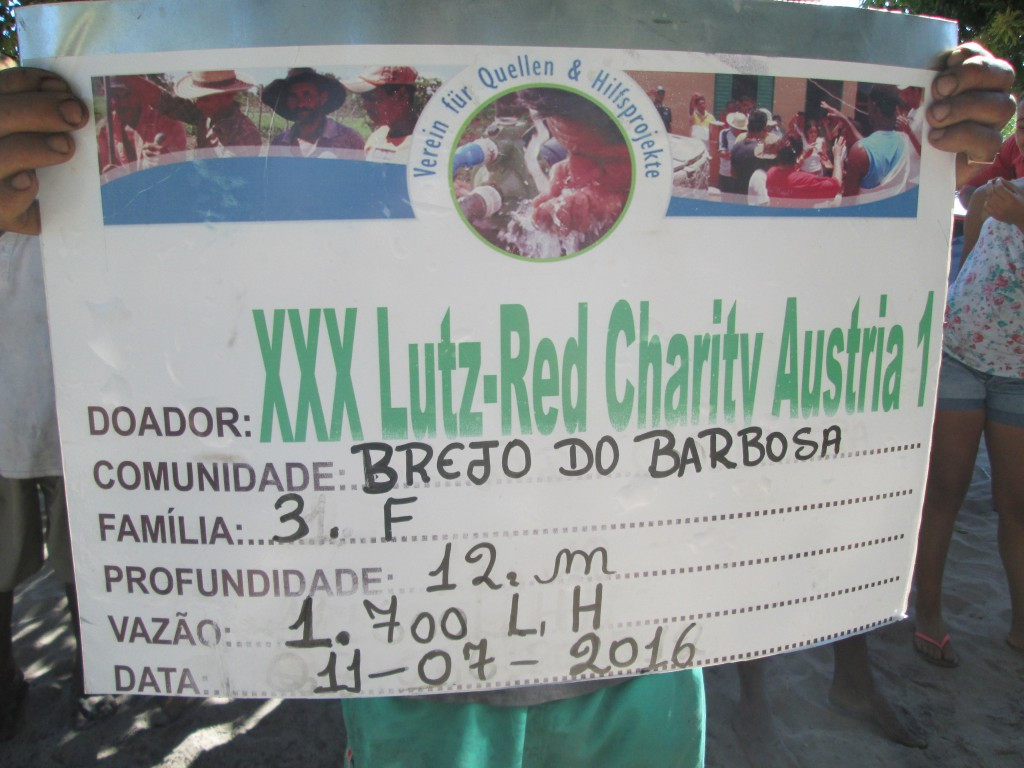 Verein für Quellen & Hilfsprojekte
DOADOR: XXX Lutz-Red Charity Austria 1
COMUNIDADE: BREJO DO BARBOSA
FAMÍLIA: 3. F
PROFUNDIDADE: 12. m
VAZÃO: 1.700 L. H
DATA: 11-07-2016